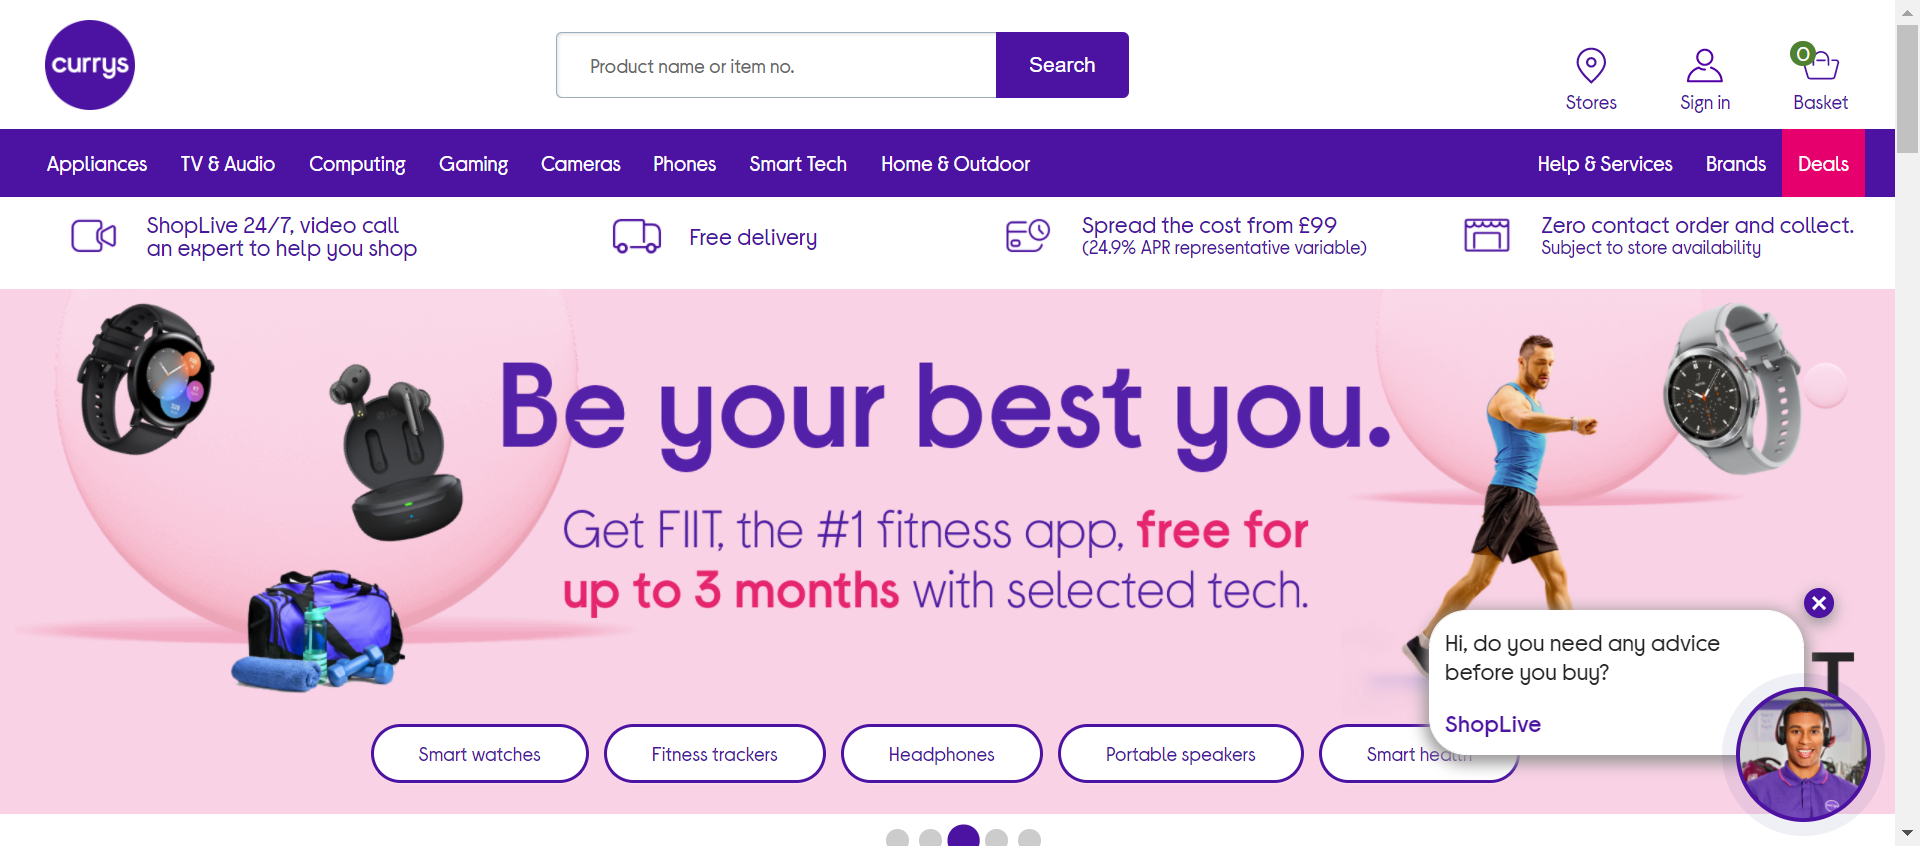 currys
Product name or item no.
Search
Stores
Sign in
0
Basket
Appliances
TV & Audio
Computing
Gaming
Cameras
Phones
Smart Tech
Home & Outdoor
Help & Services
Brands
Deals
ShopLive 24/7, video call
an expert to help you shop
Free delivery
Spread the cost from £99
(24.9% APR representative variable)
Zero contact order and collect.
Subject to store availability
Be your best you.
Get FIIT, the #1 fitness app, free for
up to 3 months with selected tech.
Smart watches
Fitness trackers
Headphones
Portable speakers
Smart health
Hi, do you need any advice
before you buy?
ShopLive
T